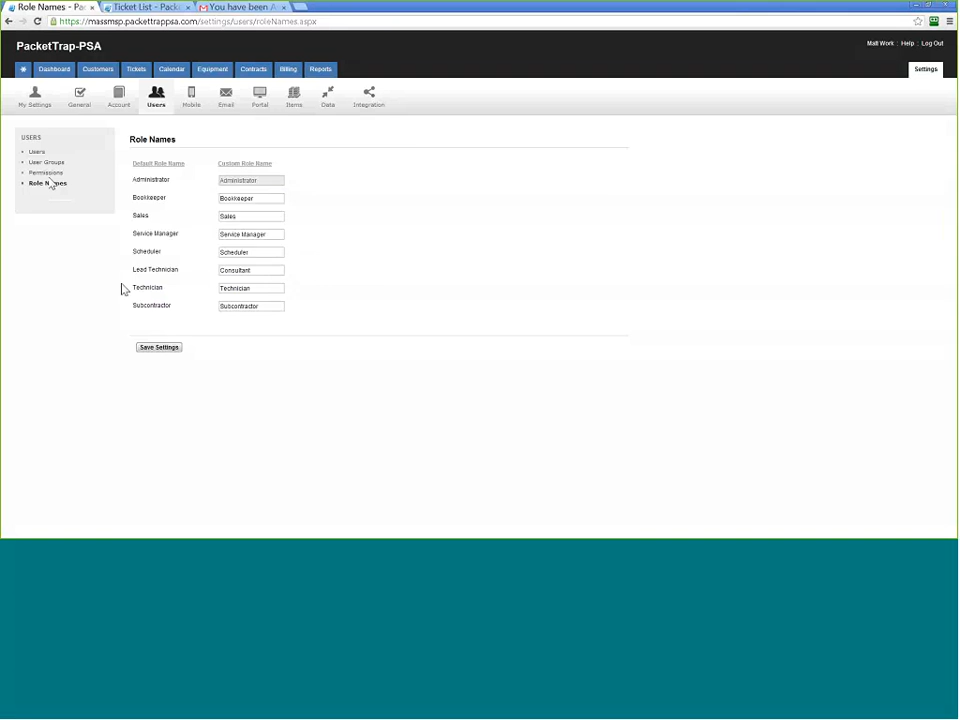 Role Names - Pa
Ticket List - Pack
You have been A
https://massmsp.packettrappsa.com/settings/users/roleNames.aspx
PacketTrap-PSA
Matt Work : Help : Log Out
Dashboard Customers Tickets Calendar Equipment Contracts Billing Reports Settings
My Settings General Account Users Mobile Email Portal Items Data Integration
USERS
Users
User Groups
Permissions
Role Names
Role Names
Default Role Name Custom Role Name
Administrator Administrator
Bookkeeper Bookkeeper
Sales Sales
Service Manager Service Manager
Scheduler Scheduler
Lead Technician Consultant
Technician Technician
Subcontractor Subcontractor
Save Settings